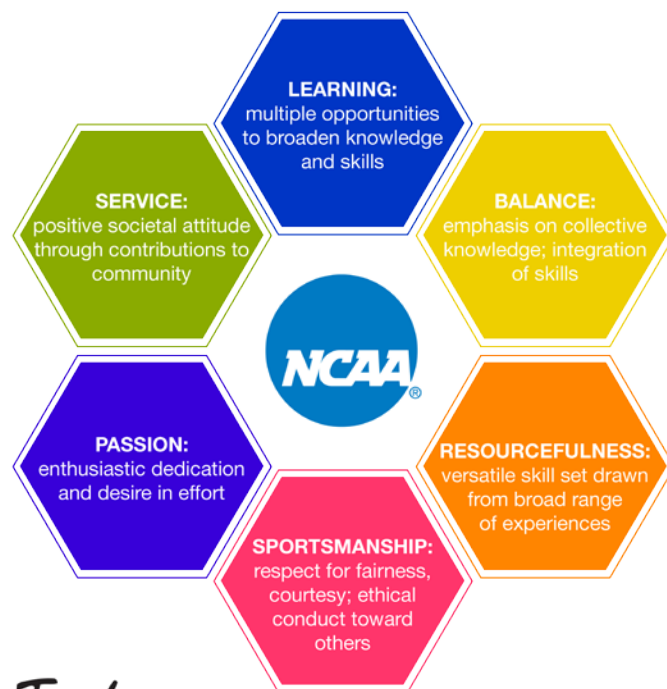 LEARNING:
multiple opportunities
to broaden knowledge
and skills
SERVICE:
positive societal attitude
through contributions to
community
BALANCE:
emphasis on collective
knowledge; integration
of skills
NCAA®
PASSION:
enthusiastic dedication
and desire in effort
RESOURCEFULNESS:
versatile skill set drawn
from broad range
of experiences
SPORTSMANSHIP:
respect for fairness,
courtesy; ethical
conduct toward
others